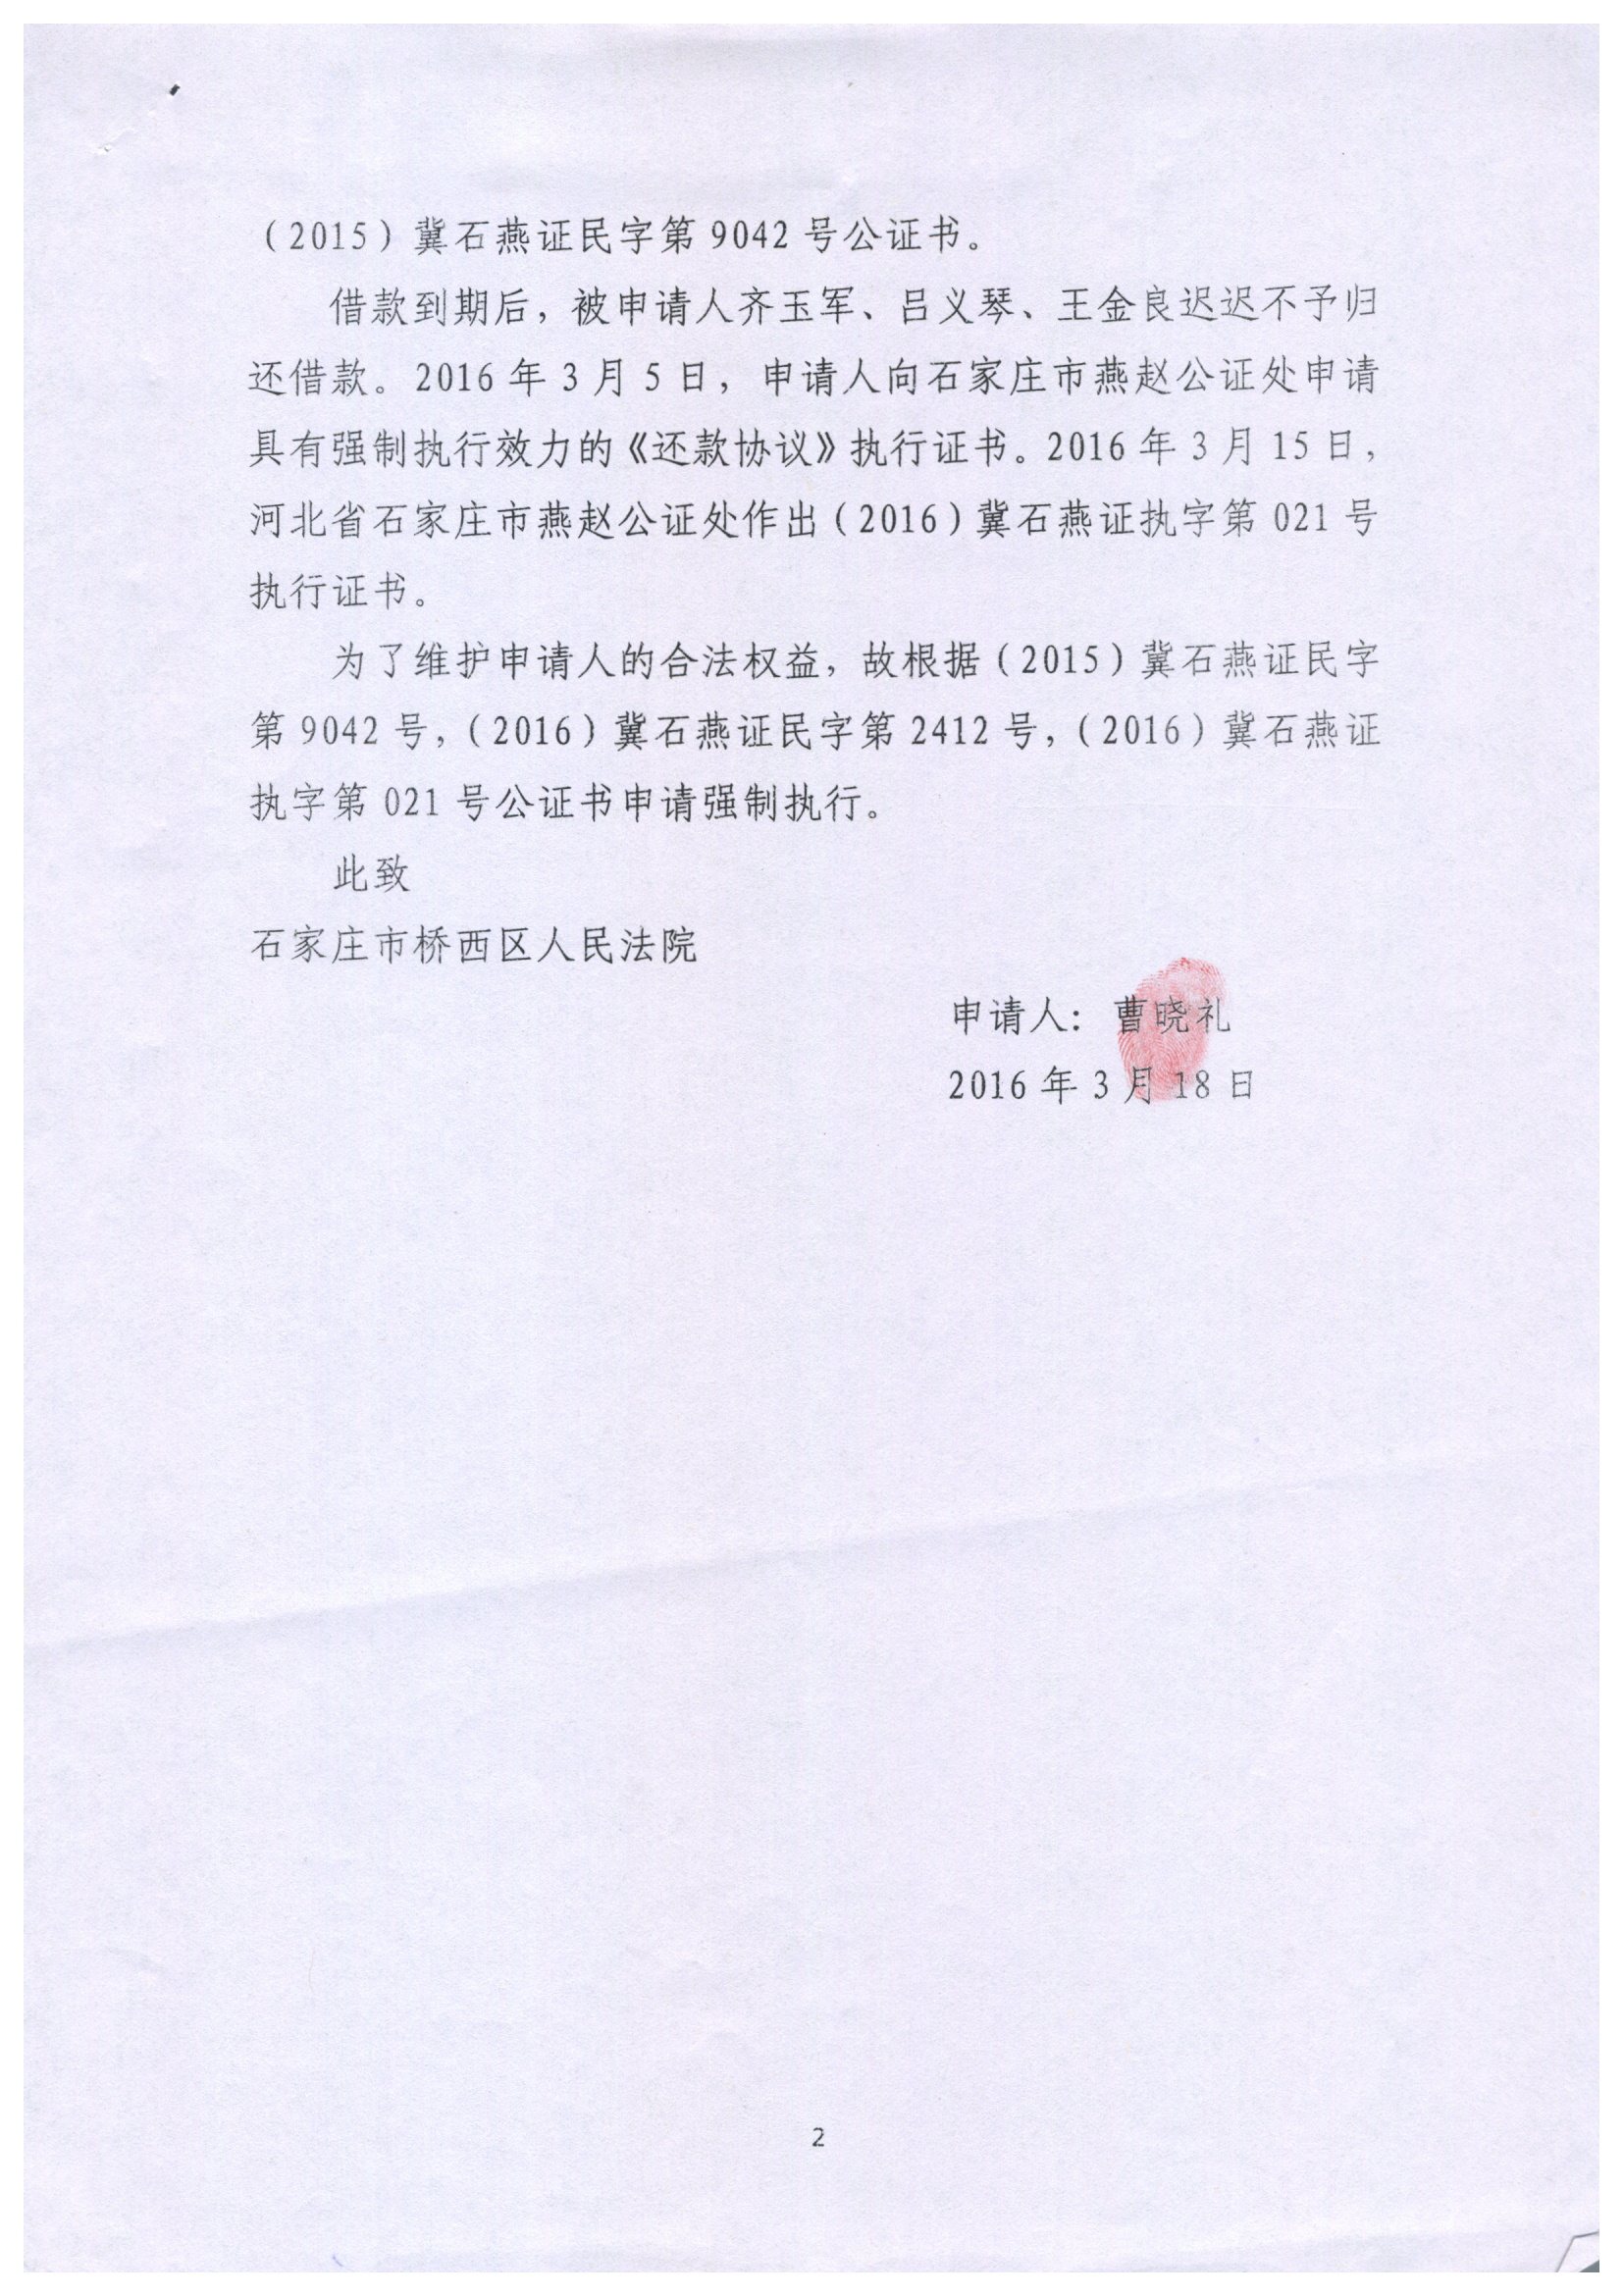 （2015）冀石燕证民字第 9042 号公证书。
借款到期后，被申请人齐玉军、吕义琴、王金良迟迟不予归
还借款。2016 年 3 月 5 日，申请人向石家庄市燕赵公证处申请
具有强制执行效力的《还款协议》执行证书。2016 年 3 月 15 日，
河北省石家庄市燕赵公证处作出（2016）冀石燕证执字第 021 号
执行证书。
为了维护申请人的合法权益，故根据（2015）冀石燕证民字
第 9042 号，（2016）冀石燕证民字第 2412 号，（2016）冀石燕证
执字第 021 号公证书申请强制执行。
此致
石家庄市桥西区人民法院
申请人：曹晓礼
2016 年 3 月 18 日
2